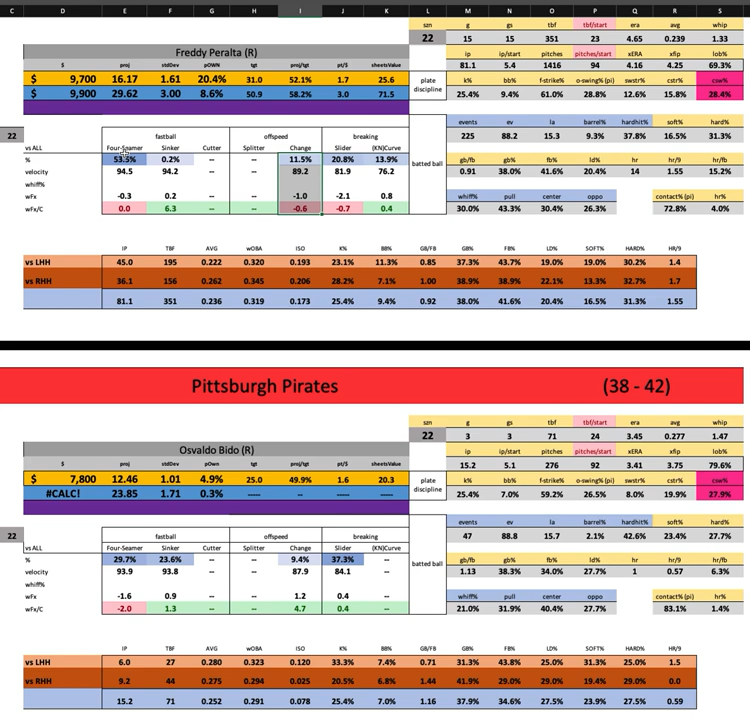 C D E F G H I J K L M N O P Q R S
szn g gs tbf tbf/start era avg whip
22 15 15 351 23 4.65 0.239 1.33
Freddy Peralta (R) ip ip/start pitches pitches/start xERA xfip lob%
$ proj stdDev pOWN tgt proj/tgt pt/$ sheetsValue 81.1 5.4 1416 94 4.16 4.25 69.3%
$ 9,700 16.17 1.61 20.4% 31.0 52.1% 1.7 25.6 plate discipline k% bb% f-strike% o-swing% (pi) swstr% cstr% csw%
$ 9,900 29.62 3.00 8.6% 50.9 58.2% 3.0 71.5 25.4% 9.4% 61.0% 28.8% 12.6% 15.8% 28.4%
events ev la barrel% hardhit% soft% hard%
22 fastball offspeed breaking 225 88.2 15.3 9.3% 37.8% 16.5% 31.3%
vs ALL Four-Seamer Sinker Cutter Splitter Change Slider (KN)Curve
% 53.5% 0.2% -- -- 11.5% 20.8% 13.9% batted ball gb/fb gb% fb% ld% hr hr/9 hr/fb
velocity 94.5 94.2 -- -- 89.2 81.9 76.2 0.91 38.0% 41.6% 20.4% 14 1.55 15.2%
whiff%
wFx -0.3 0.2 -1.0 -2.1 0.8 whiff% pull center oppo contact% (pi) hr%
wFx/C 0.0 6.3 -- -- -0.6 -0.7 0.4 30.0% 43.3% 30.4% 26.3% 72.8% 4.0%
IP TBF AVG wOBA ISO K% BB% GB/FB GB% FB% LD% SOFT% HARD% HR/9
vs LHH 45.0 195 0.222 0.320 0.193 23.1% 11.3% 0.85 37.3% 43.7% 19.0% 19.0% 30.2% 1.4
vs RHH 36.1 156 0.262 0.345 0.206 28.2% 7.1% 1.00 38.9% 38.9% 22.1% 13.3% 32.7% 1.7
81.1 351 0.236 0.319 0.173 25.4% 9.4% 0.92 38.0% 41.6% 20.4% 16.5% 31.3% 1.55
Pittsburgh Pirates (38 - 42)
szn g gs tbf tbf/start era avg whip
22 3 3 71 24 3.45 0.277 1.47
Osvaldo Bido (R) ip ip/start pitches pitches/start xERA xfip lob%
$ proj stdDev pOwn tgt proj/tgt pt/$ sheetsValue 15.2 5.1 276 92 3.41 3.75 79.6%
$ 7,800 12.46 1.01 4.9% 25.0 49.9% 1.6 20.3 plate discipline k% bb% f-strike% o-swing% (pi) swstr% cstr% csw%
#CALC! 23.85 1.71 0.3% ----- ----- -- ----- 25.4% 7.0% 59.2% 26.5% 8.0% 19.9% 27.9%
events ev la barrel% hardhit% soft% hard%
22 fastball offspeed breaking 47 88.8 15.7 2.1% 42.6% 23.4% 27.7%
vs ALL Four-Seamer Sinker Cutter Splitter Change Slider (KN)Curve
% 29.7% 23.6% -- -- 9.4% 37.3% -- batted ball gb/fb gb% fb% ld% hr hr/9 hr/fb
velocity 93.9 93.8 -- -- 87.9 84.1 -- 1.13 38.3% 34.0% 27.7% 1 0.57 6.3%
whiff%
wFx -1.6 0.9 1.2 0.4 whiff% pull center oppo contact% (pi) hr%
wFx/C -2.0 1.3 -- -- 4.7 0.4 -- 21.0% 31.9% 40.4% 27.7% 83.1% 1.4%
IP TBF AVG wOBA ISO K% BB% GB/FB GB% FB% LD% SOFT% HARD% HR/9
vs LHH 6.0 27 0.280 0.323 0.120 33.3% 7.4% 0.71 31.3% 43.8% 25.0% 31.3% 25.0% 1.5
vs RHH 9.2 44 0.275 0.294 0.025 20.5% 6.8% 1.44 41.9% 29.0% 29.0% 19.4% 29.0% 0.0
15.2 71 0.252 0.291 0.078 25.4% 7.0% 1.16 38.9% 34.6% 27.5% 23.9% 27.5% 0.59